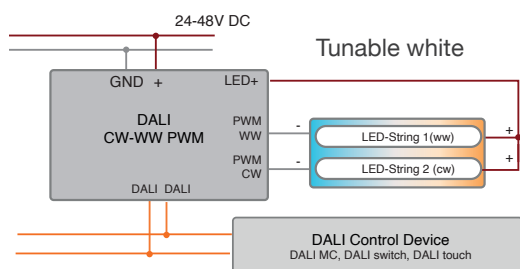 24-48V DC
Tunable white
GND + LED+
DALI
CW-WW PWM
PWM
WW
PWM
CW
- LED-String 1 (ww) +
- LED-String 2 (cw) +
DALI DALI
DALI Control Device
DALI MC, DALI switch, DALI touch